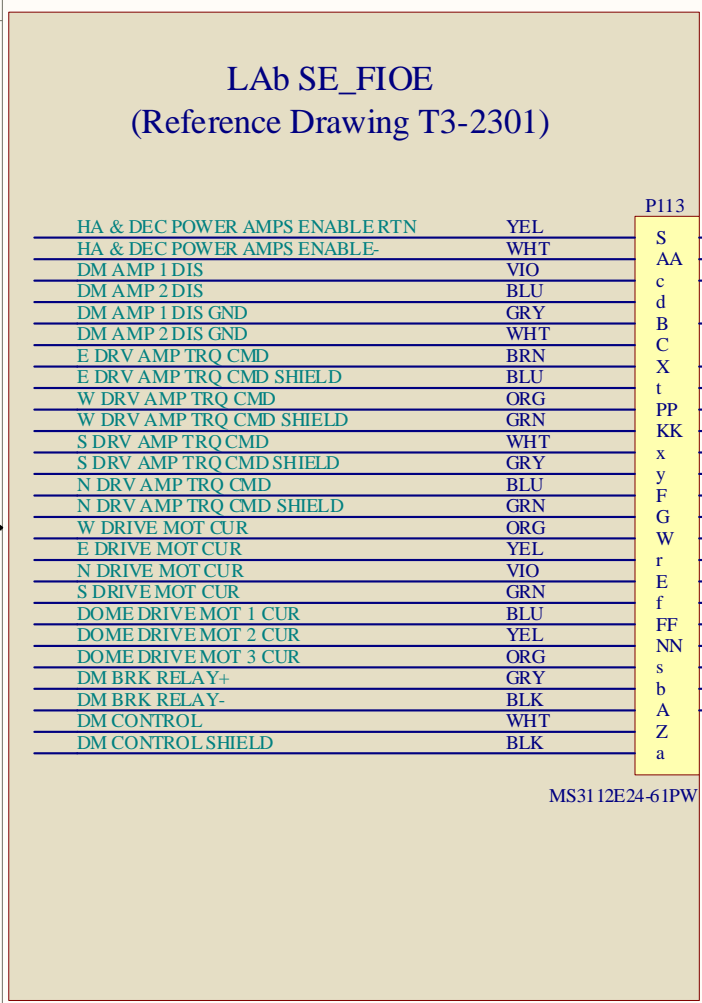 LAb SE_FIOE
(Reference Drawing T3-2301)
P113
HA & DEC POWER AMPS ENABLE RTN YEL S
HA & DEC POWER AMPS ENABLE- WHT AA
DM AMP 1 DIS VIO c
DM AMP 2 DIS BLU d
DM AMP 1 DIS GND GRY B
DM AMP 2 DIS GND WHT C
E DRV AMP TRQ CMD BRN X
E DRV AMP TRQ CMD SHIELD BLU t
W DRV AMP TRQ CMD ORG PP
W DRV AMP TRQ CMD SHIELD GRN KK
S DRV AMP TRQ CMD WHT x
S DRV AMP TRQ CMD SHIELD GRY y
N DRV AMP TRQ CMD BLU F
N DRV AMP TRQ CMD SHIELD GRN G
W DRIVE MOT CUR ORG W
E DRIVE MOT CUR YEL r
N DRIVE MOT CUR VIO E
S DRIVE MOT CUR GRN f
DOME DRIVE MOT 1 CUR BLU FF
DOME DRIVE MOT 2 CUR YEL NN
DOME DRIVE MOT 3 CUR ORG s
DM BRK RELAY+ GRY b
DM BRK RELAY- BLK A
DM CONTROL WHT Z
DM CONTROL SHIELD BLK a
MS3112E24-61PW